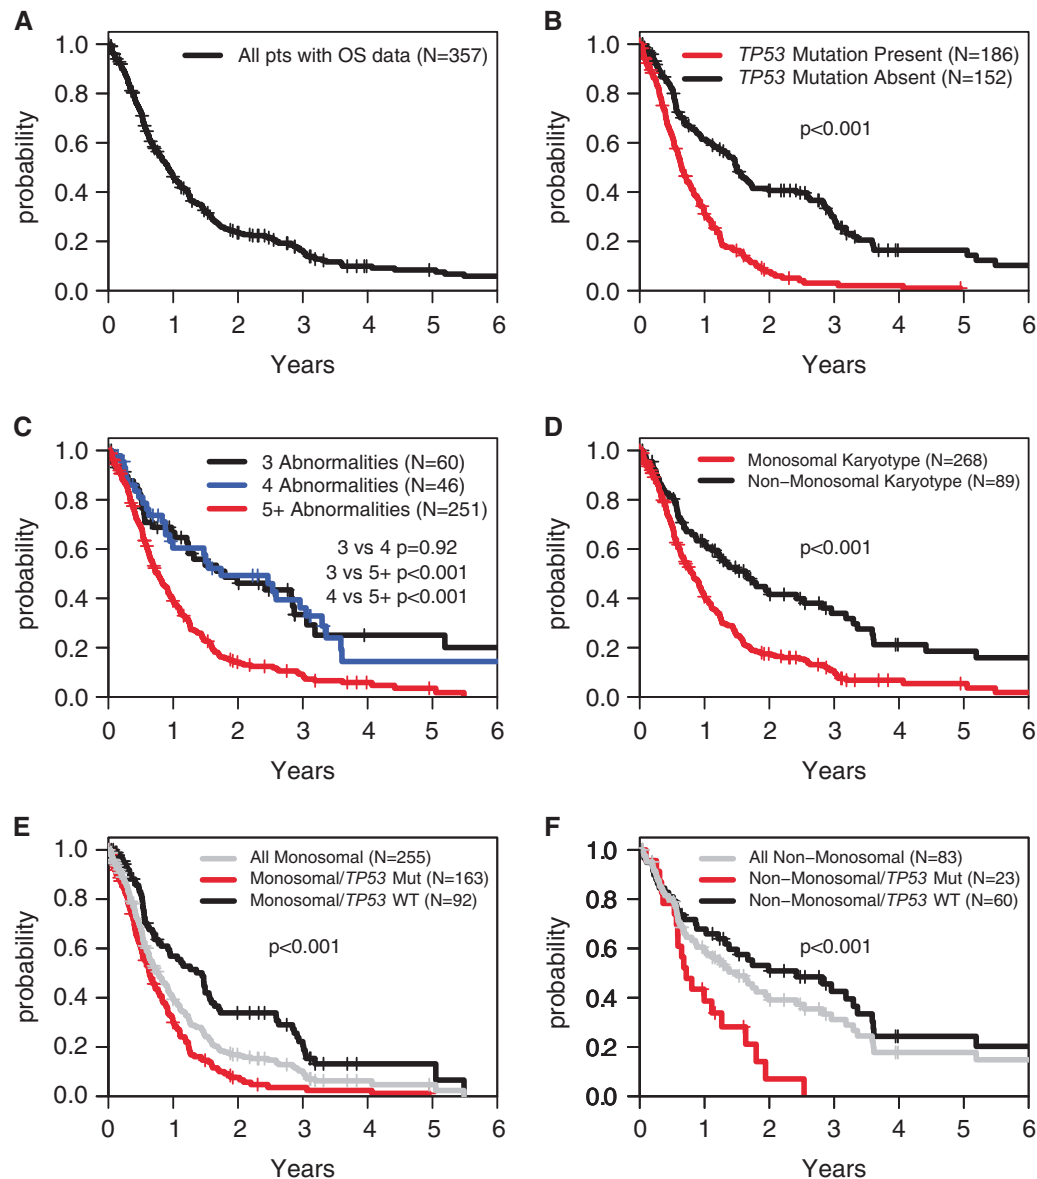 A
All pts with OS data (N=357)
probability
1.0
0.8
0.6
0.4
0.2
0.0
0 1 2 3 4 5 6
Years
B
TP53 Mutation Present (N=186)
TP53 Mutation Absent (N=152)
p<0.001
probability
1.0
0.8
0.6
0.4
0.2
0.0
0 1 2 3 4 5 6
Years
C
3 Abnormalities (N=60)
4 Abnormalities (N=46)
5+ Abnormalities (N=251)
3 vs 4 p=0.92
3 vs 5+ p<0.001
4 vs 5+ p<0.001
probability
1.0
0.8
0.6
0.4
0.2
0.0
0 1 2 3 4 5 6
Years
D
Monosomal Karyotype (N=268)
Non−Monosomal Karyotype (N=89)
p<0.001
probability
1.0
0.8
0.6
0.4
0.2
0.0
0 1 2 3 4 5 6
Years
E
All Monosomal (N=255)
Monosomal/TP53 Mut (N=163)
Monosomal/TP53 WT (N=92)
p<0.001
probability
1.0
0.8
0.6
0.4
0.2
0.0
0 1 2 3 4 5 6
Years
F
All Non−Monosomal (N=83)
Non−Monosomal/TP53 Mut (N=23)
Non−Monosomal/TP53 WT (N=60)
p<0.001
probability
1.0
0.8
0.6
0.4
0.2
0.0
0 1 2 3 4 5 6
Years